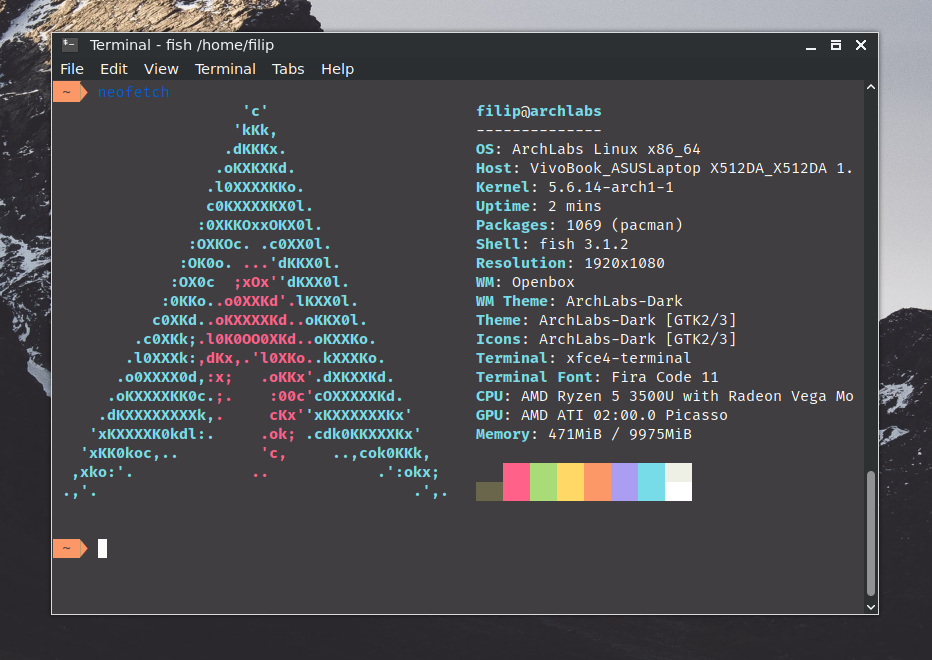 Terminal - fish /home/filip
File Edit View Terminal Tabs Help
~ neofetch
'c' filip@archlabs
'kKk, --------------
.dKKKx. OS: ArchLabs Linux x86_64
.oKXKXKd. Host: VivoBook_ASUSLaptop X512DA_X512DA 1.
.l0XXXXKKo. Kernel: 5.6.14-arch1-1
c0KXXXXKX0l. Uptime: 2 mins
:0XKKOxxOKX0l. Packages: 1069 (pacman)
:OXKOc. .c0XX0l. Shell: fish 3.1.2
:OK0o. ...'dKKX0l. Resolution: 1920x1080
:OX0c ;xOx''dKXX0l. WM: Openbox
:0KKo..o0XXKd'.lKXX0l. WM Theme: ArchLabs-Dark
c0XKd..oKXXXXKd..oKKX0l. Theme: ArchLabs-Dark [GTK2/3]
.c0XKk;.l0K0OO0XKd..oKXXKo. Icons: ArchLabs-Dark [GTK2/3]
.l0XXXk:,dKx,.'l0XKo..kXXXKo. Terminal: xfce4-terminal
.o0XXXX0d,:x; .oKKx'.dXKXXKd. Terminal Font: Fira Code 11
.oKXXXXKK0c.;. :00c'cOXXXXXKd. CPU: AMD Ryzen 5 3500U with Radeon Vega Mo
.dKXXXXXXXXk,. cKx''xKXXXXXXKx' GPU: AMD ATI 02:00.0 Picasso
'xKXXXXK0kdl:. .ok; .cdk0KKXXXKx' Memory: 471MiB / 9975MiB
'xKK0koc,.. 'c, ..,cok0KKk,
,xko:'. .. .':okx;
.,'. .',.
~